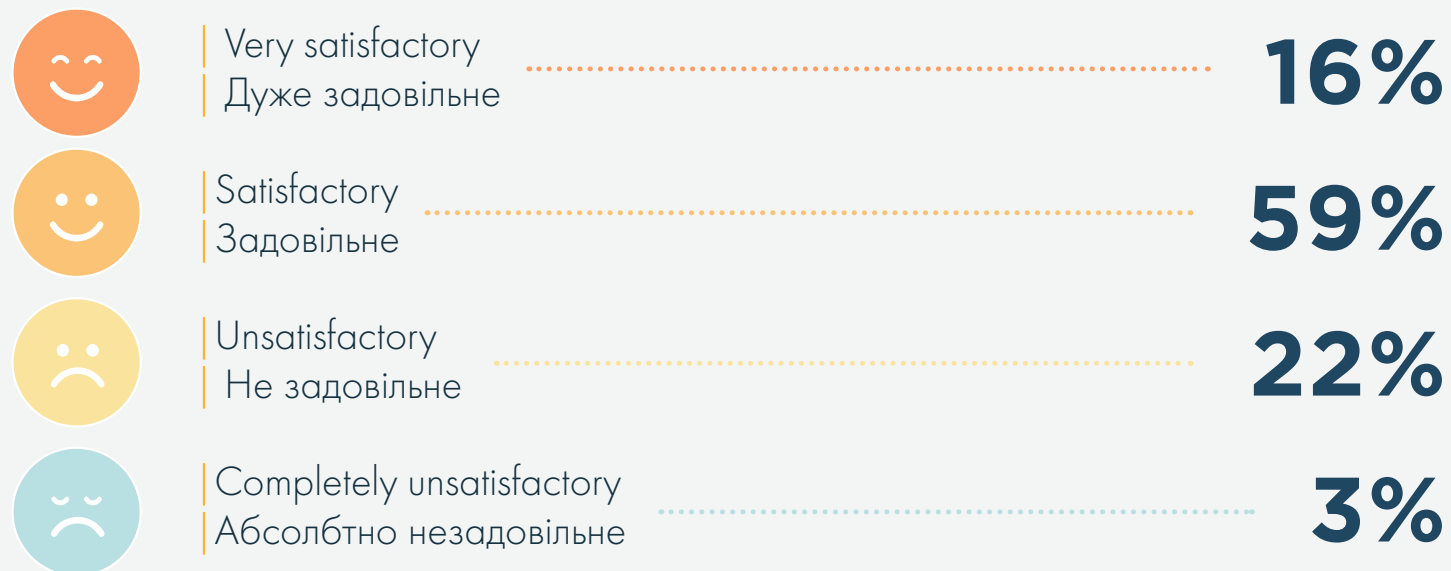 Very satisfactory
Дуже задовільне
16%
Satisfactory
Задовільне
59%
Unsatisfactory
Не задовільне
22%
Completely unsatisfactory
Абсолбтно незадовільне
3%